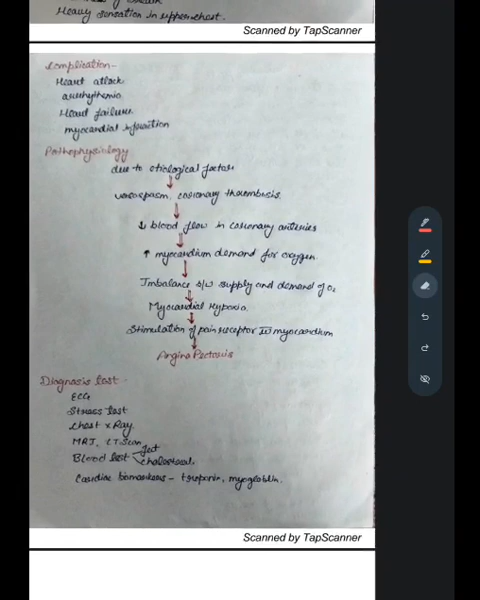 Heavy sensation in upper chest.
Scanned by TapScanner
Complication-
Heart attack
arrhythmia
Heart failure
myocardial infraction
Pathophysiology
due to etiological factors
vasospasm, coronary thrombosis.
↓ blood flow in coronary arteries
↑ myocardium demand for oxygen.
Imbalance b/w supply and demand of O2
Myocardial Hypoxia.
Stimulation of pain receptor in myocardium
Angina Pectosis
Diagnosis test -
ECG
Stress test
chest x Ray.
MRI, CT Scan
Blood test
cholesterol.
Cardiac biomarkers - troponin, myoglobin.
Scanned by TapScanner